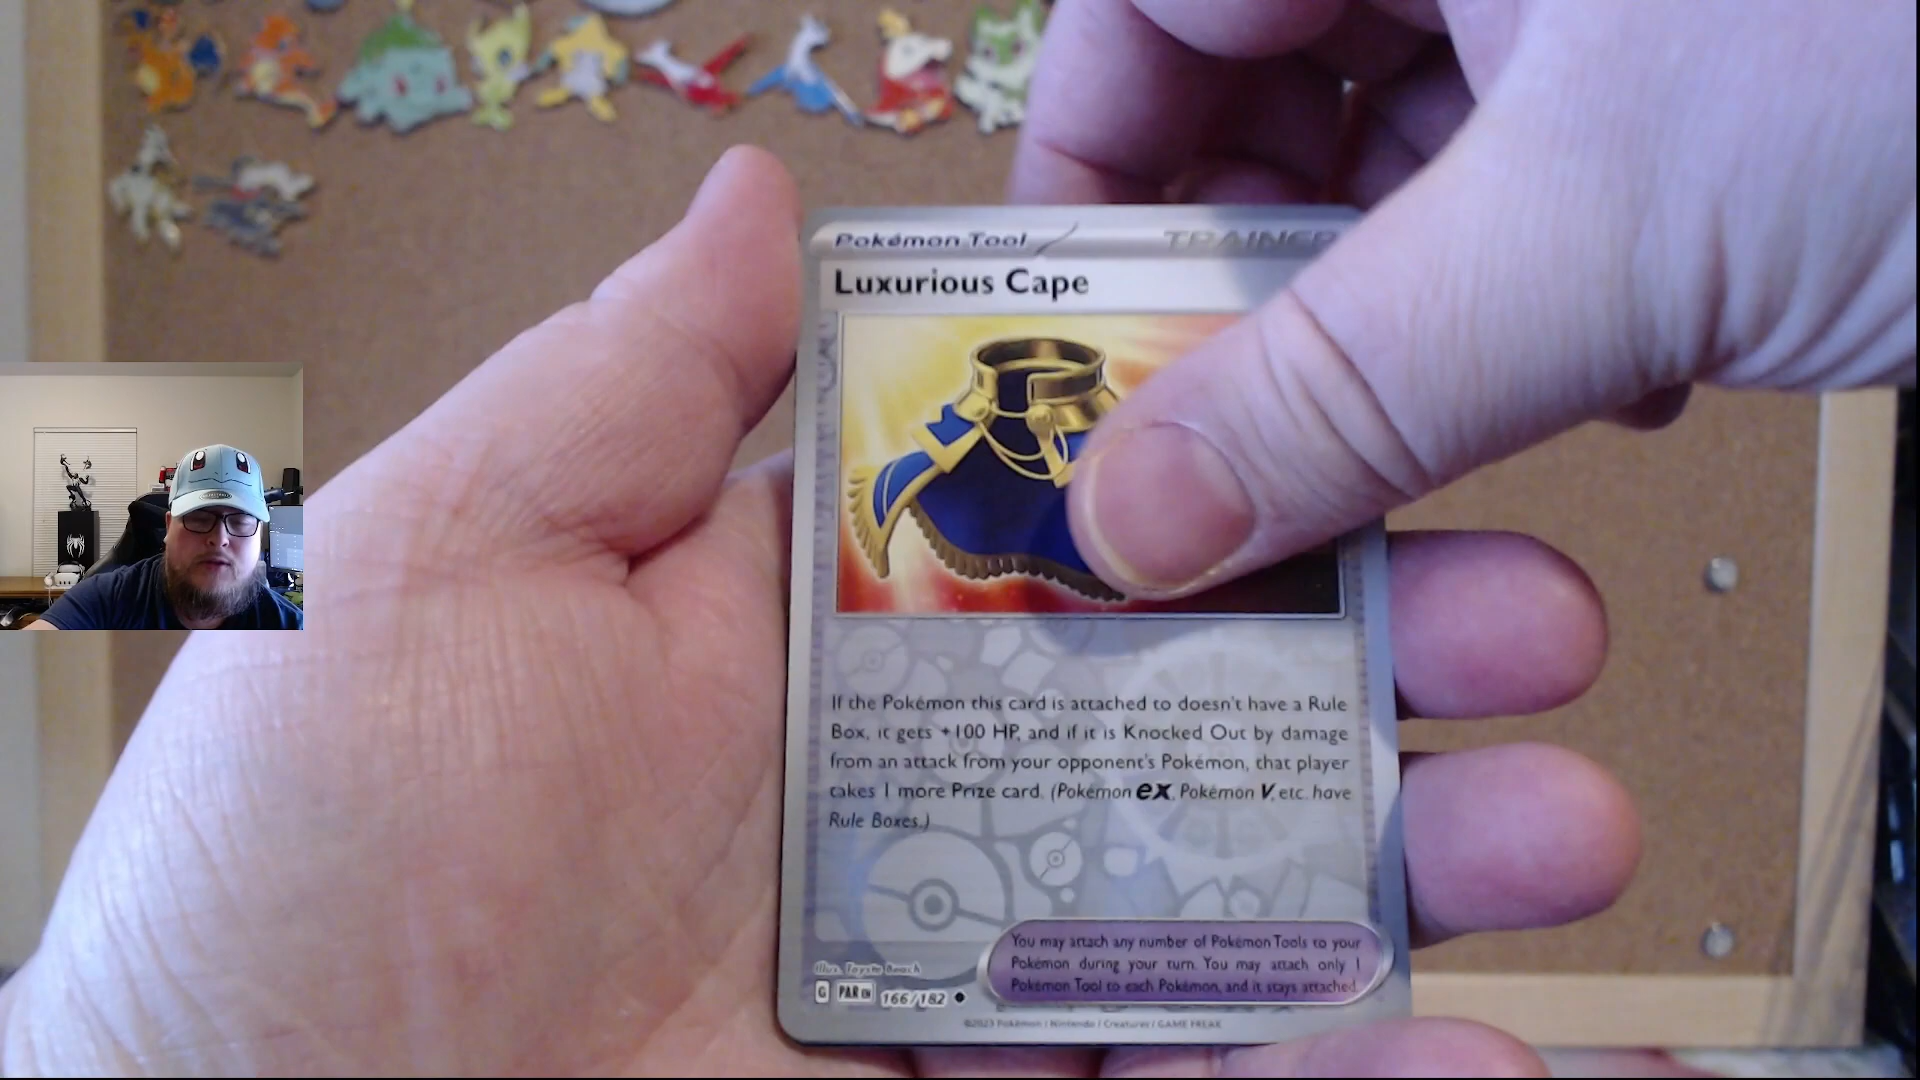 Pokémon Tool
TRAINER
Luxurious Cape
If the Pokémon this card is attached to doesn't have a Rule
Box, it gets +100 HP, and if it is Knocked Out by damage
from an attack from your opponent's Pokémon, that player
takes 1 more Prize card. (Pokémon ex, Pokémon V, etc. have
Rule Boxes.)
You may attach any number of Pokémon Tools to your
Pokémon during your turn. You may attach only 1
Pokémon Tool to each Pokémon, and it stays attached.
Illus. Toyste Beach
G PAR EN 166/182
©2023 Pokémon / Nintendo / Creatures / GAME FREAK